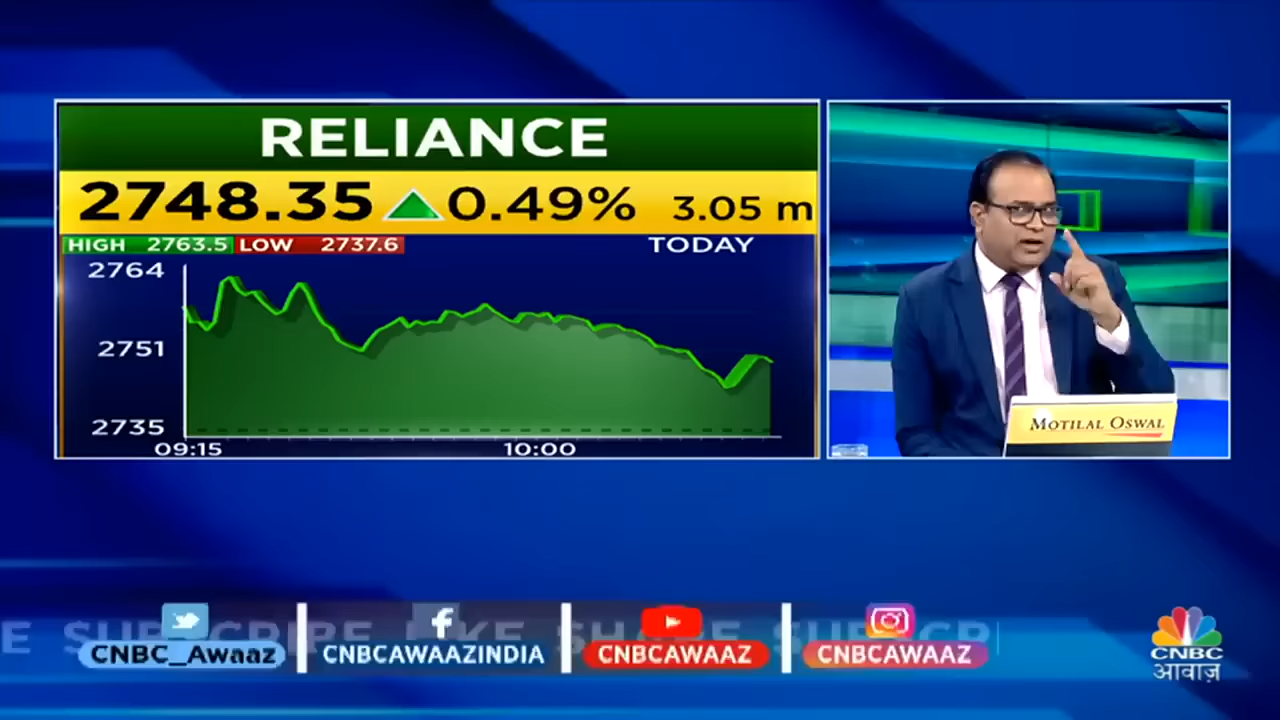 RELIANCE
2748.35 0.49% 3.05 m
HIGH 2763.5 LOW 2737.6 TODAY
2764
2751
2735
09:15 10:00
MOTILAL OSWAL
CNBC_Awaaz
CNBCAWAAZINDIA
CNBCAWAAZ
CNBCAWAAZ
CNBC
आवाज़